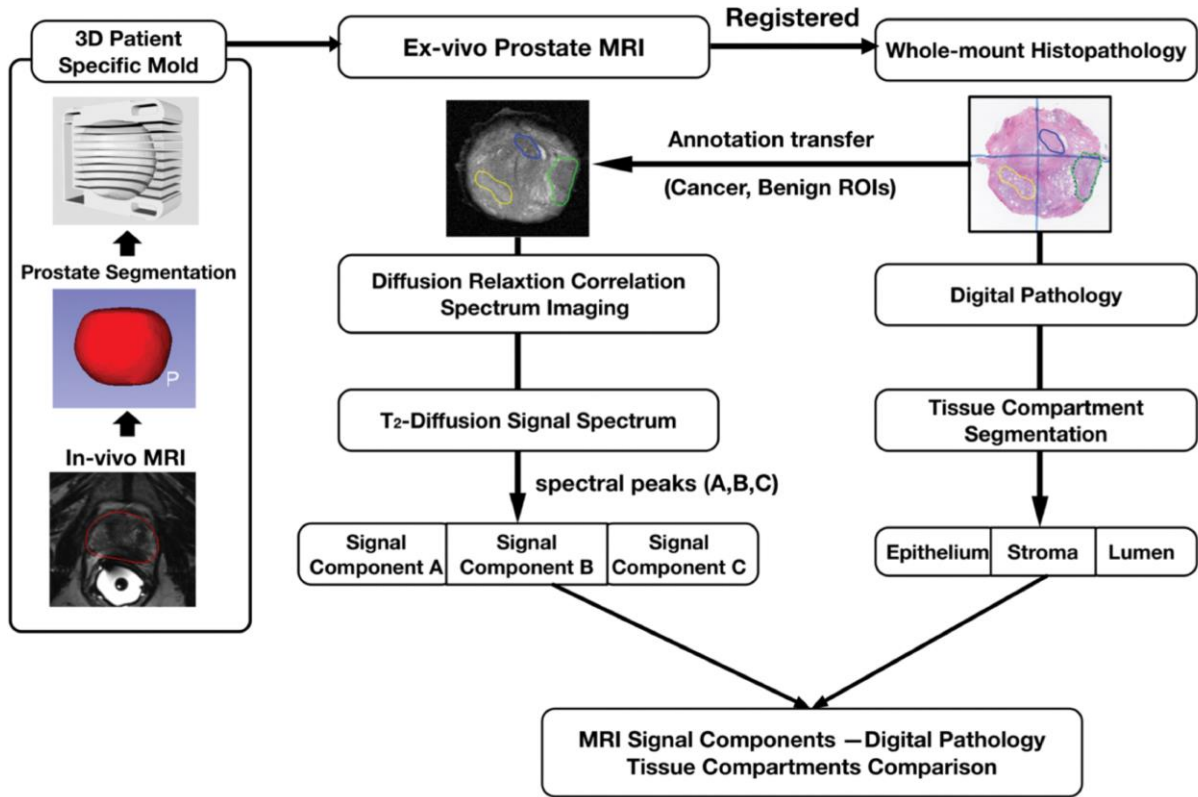 3D Patient
Specific Mold
Prostate Segmentation
P
In-vivo MRI
Ex-vivo Prostate MRI
Registered
Whole-mount Histopathology
Annotation transfer
(Cancer, Benign ROIs)
Diffusion Relaxtion Correlation
Spectrum Imaging
Digital Pathology
T₂-Diffusion Signal Spectrum
Tissue Compartment
Segmentation
spectral peaks (A,B,C)
Signal
Component A
Signal
Component B
Signal
Component C
Epithelium
Stroma
Lumen
MRI Signal Components —Digital Pathology
Tissue Compartments Comparison